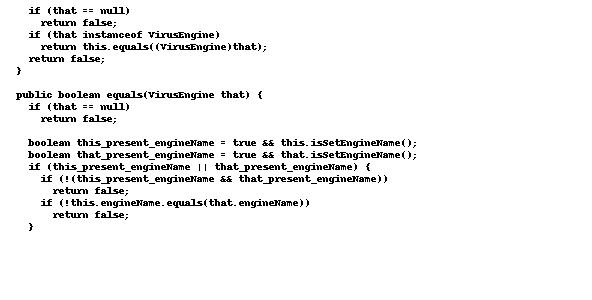 if (that == null)
return false;
if (that instanceof VirusEngine)
return this.equals((VirusEngine)that);
return false;
}
public boolean equals(VirusEngine that) {
if (that == null)
return false;
boolean this_present_engineName = true && this.isSetEngineName();
boolean that_present_engineName = true && that.isSetEngineName();
if (this_present_engineName || that_present_engineName) {
if (!(this_present_engineName && that_present_engineName))
return false;
if (!this.engineName.equals(that.engineName))
return false;
}